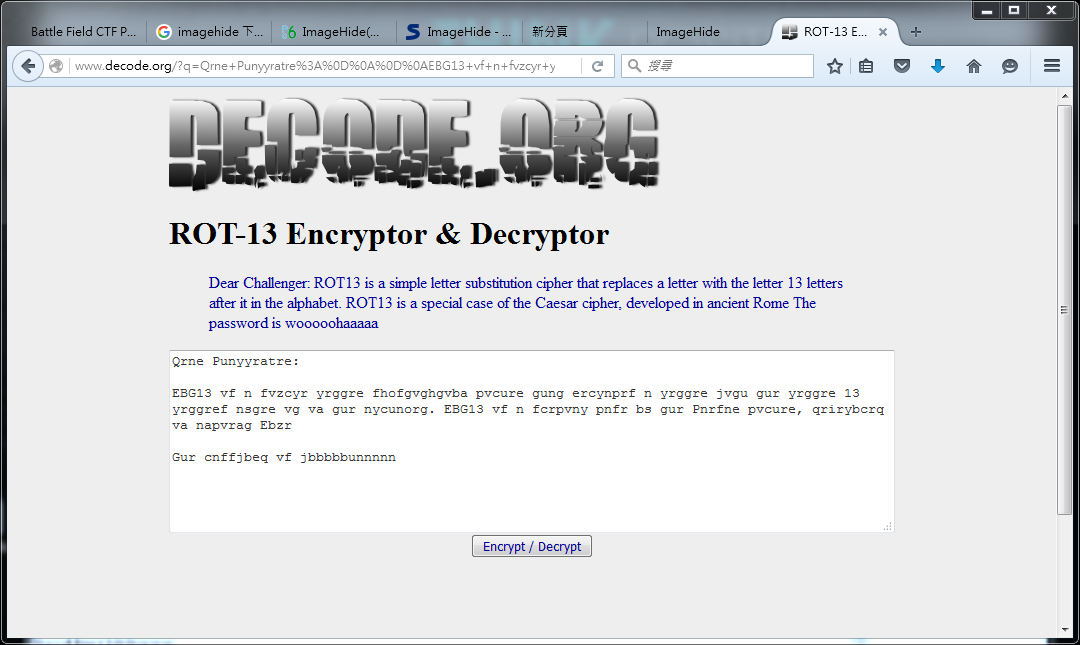 Battle Field CTF P...
imagehide 下...
ImageHide(...
ImageHide - ...
新分頁
ImageHide
ROT-13 E...
www.decode.org/?q=Qrne+Punyyratre%3A%0D%0A%0D%0AEBG13+vf+n+fvzcyr+y
搜尋
DECODE.ORG
ROT-13 Encryptor & Decryptor
Dear Challenger: ROT13 is a simple letter substitution cipher that replaces a letter with the letter 13 letters
after it in the alphabet. ROT13 is a special case of the Caesar cipher, developed in ancient Rome The
password is wooooohaaaaa
Qrne Punyyratre:
EBG13 vf n fvzcyr yrggre fhofgvghgvba pvcure gung ercynprf n yrggre jvgu gur yrggre 13
yrggref nsgre vg va gur nycunorg. EBG13 vf n fcrpvny pnfr bs gur Pnrfne pvcure, qrirybcrq
va napvrag Ebzr
Gur cnffjbeq vf jbbbbbunnnnn
Encrypt / Decrypt